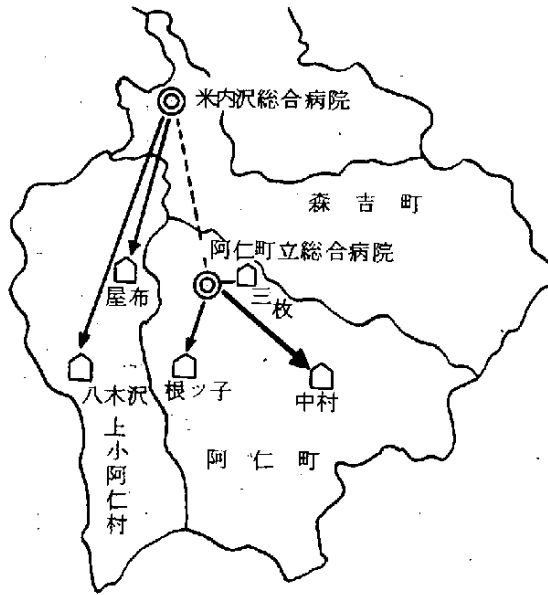 米内沢総合病院
森吉町
阿仁町立総合病院
屋布
三枚
八木沢
根ッ子
中村
上小阿仁村
阿仁町